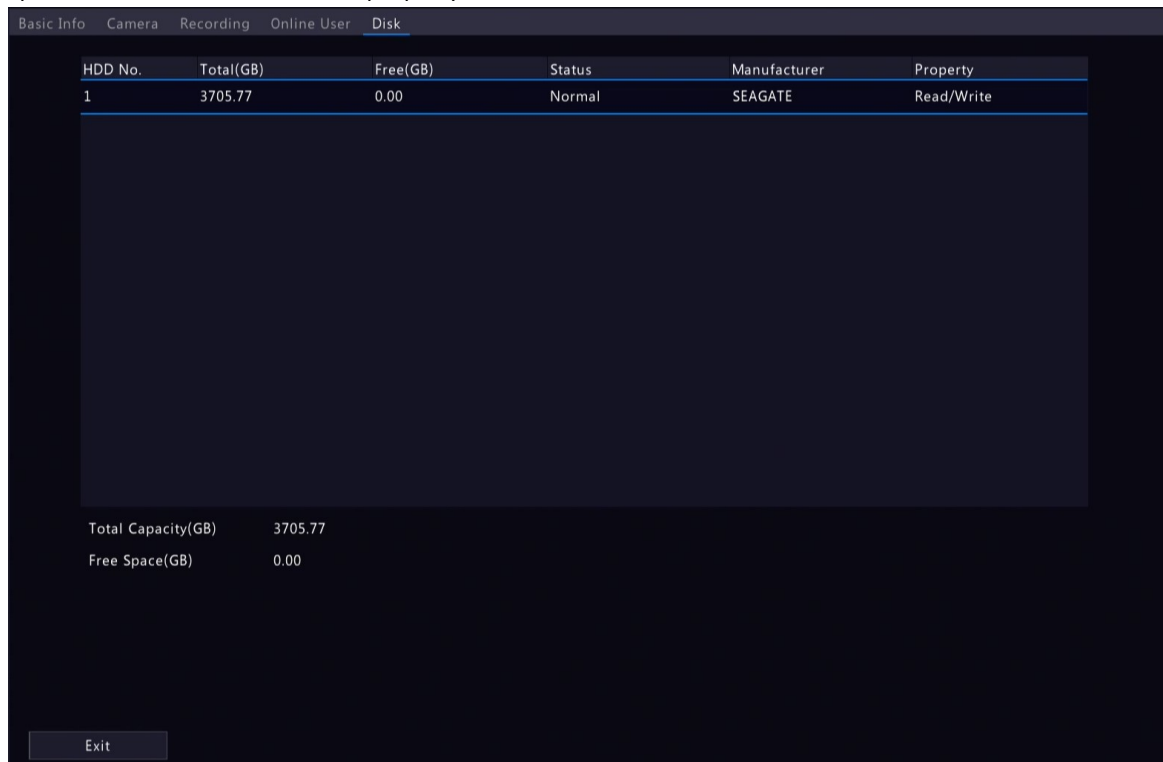 Basic Info Camera Recording Online User Disk
HDD No. Total(GB) Free(GB) Status Manufacturer Property
1 3705.77 0.00 Normal SEAGATE Read/Write
Total Capacity(GB) 3705.77
Free Space(GB) 0.00
Exit